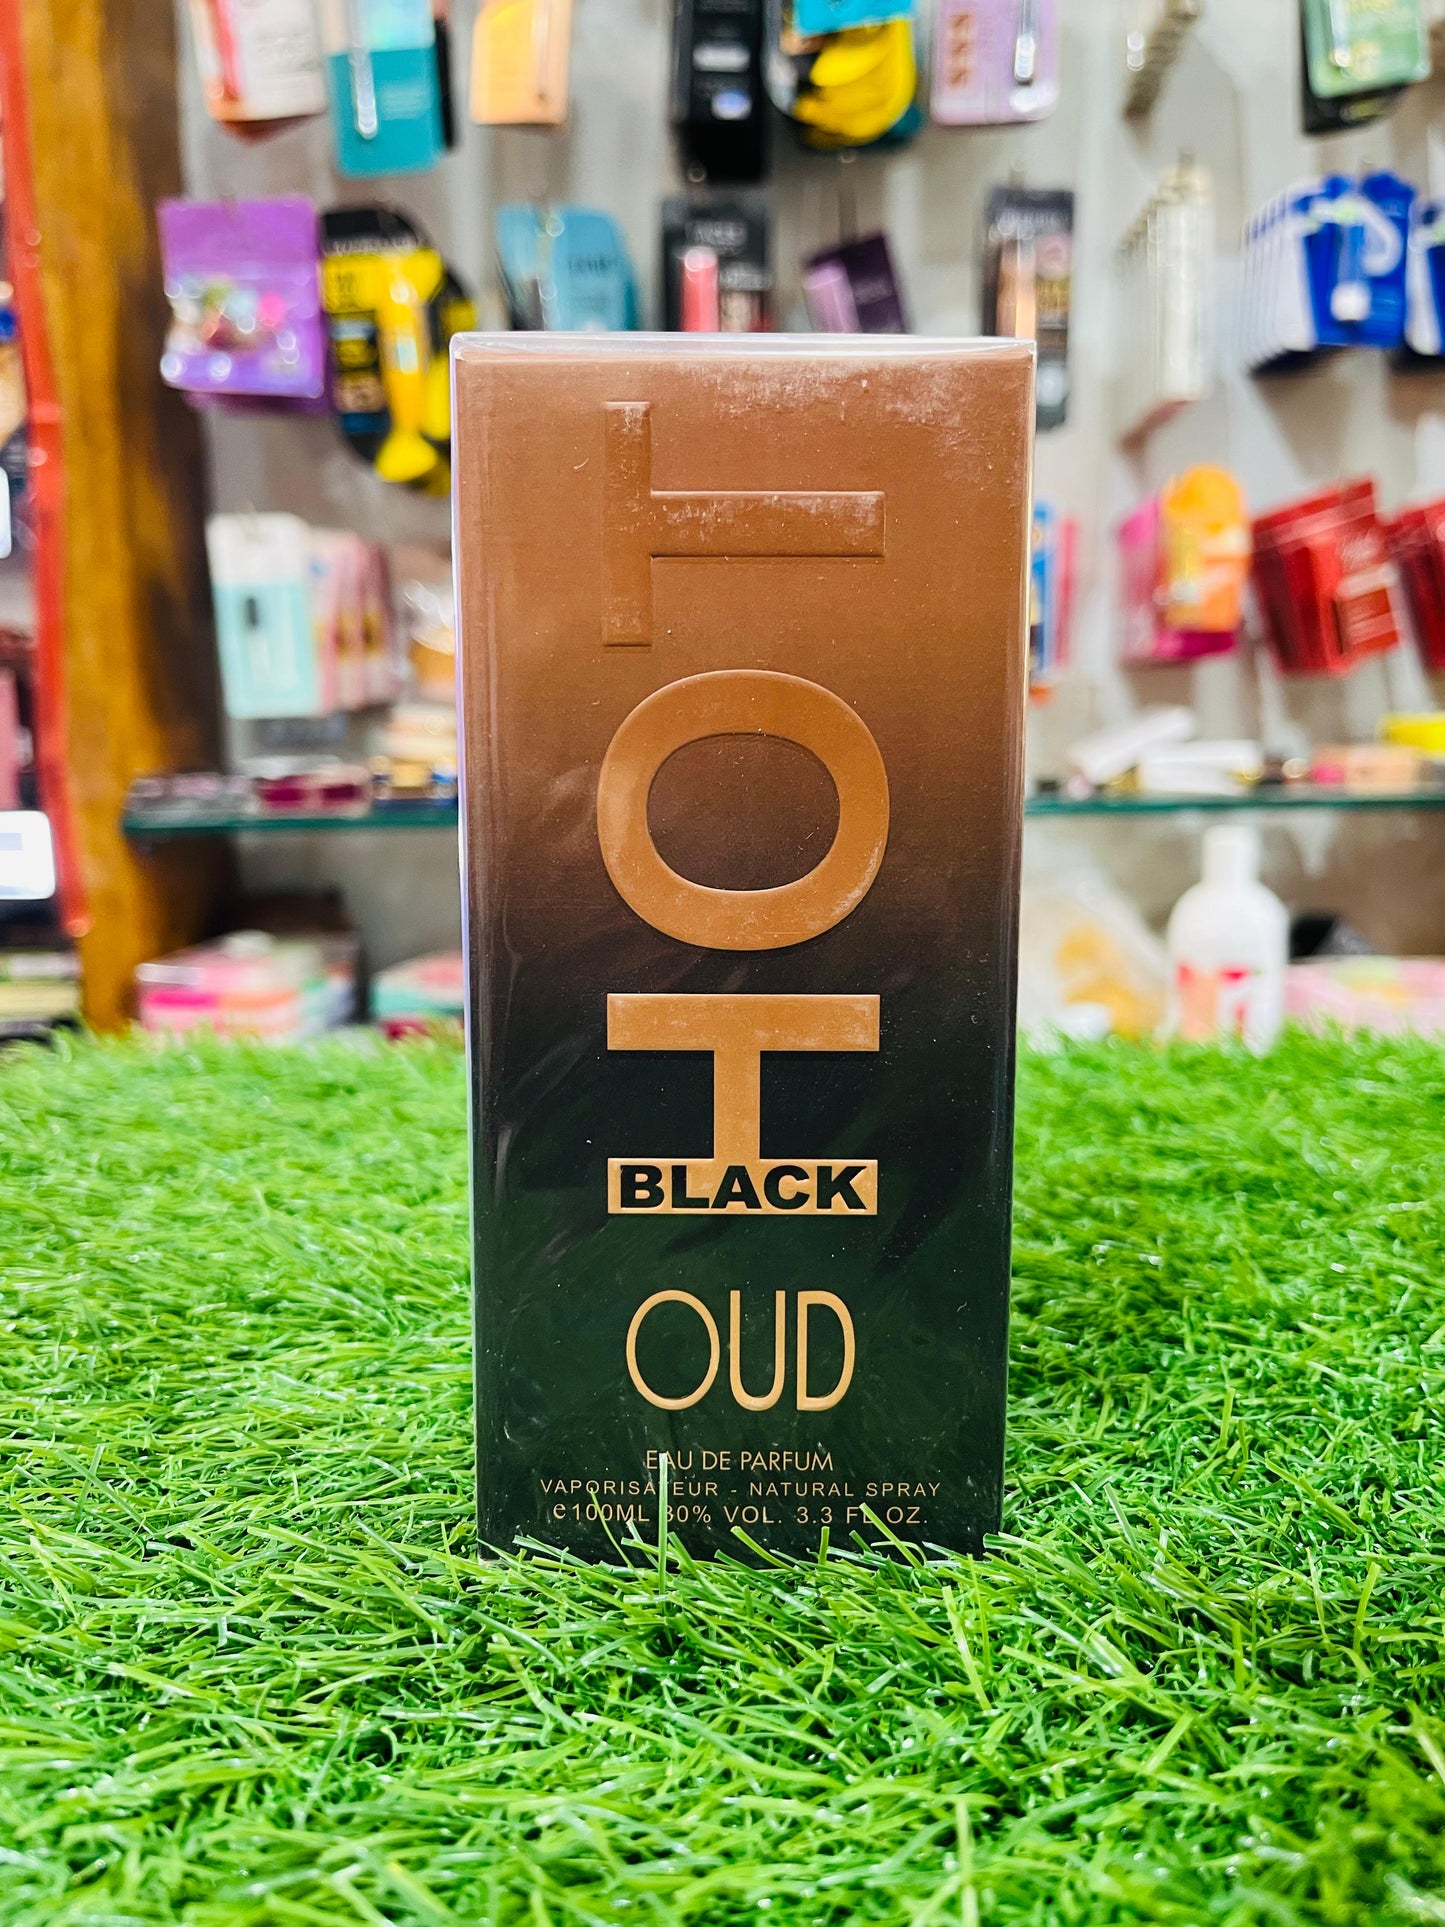 HOT
BLACK
OUD
EAU DE PARFUM
VAPORISATEUR - NATURAL SPRAY
℮100ML 80% VOL. 3.3 FL.OZ.